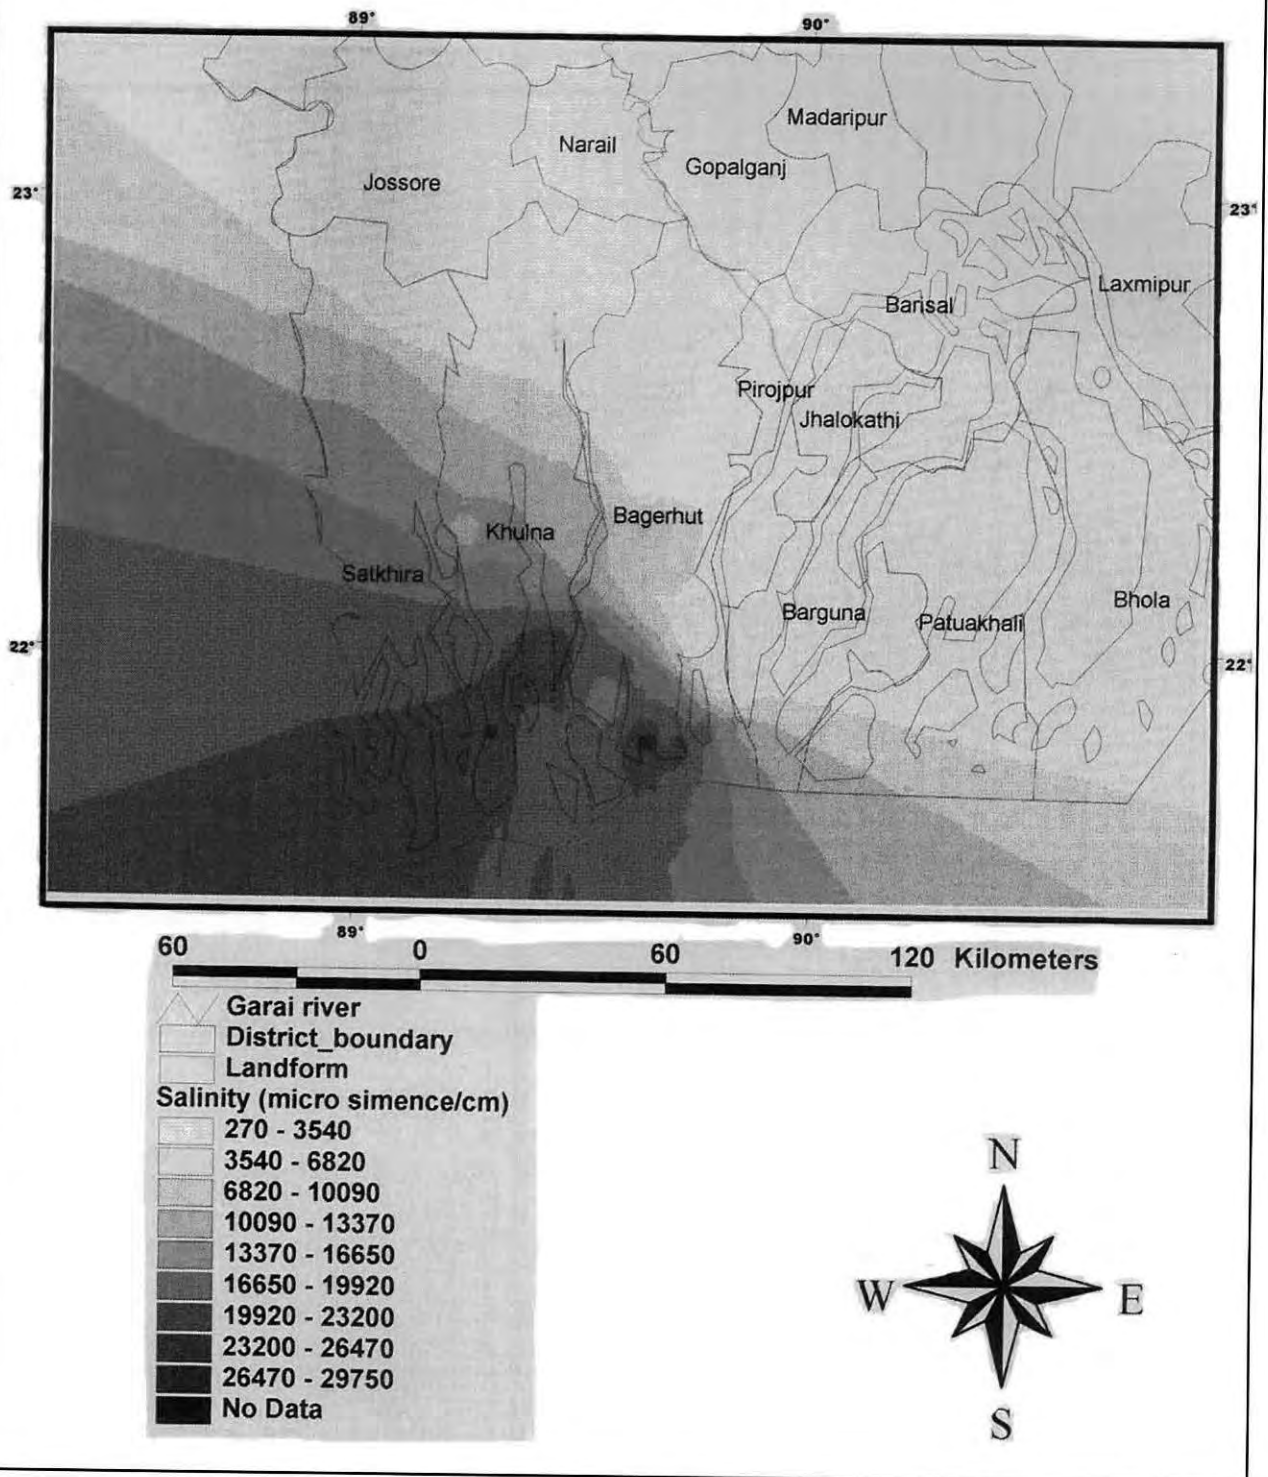 89°
90°
Madaripur
Narail
Gopalganj
Jossore
23°
23°
Laxmipur
Barisal
Pirojpur
Jhalokathi
Bagerhut
Khulna
Satkhira
Bhola
Barguna
Patuakhali
22°
22°
89°
90°
60 0 60 120 Kilometers
Garai river
District_boundary
Landform
Salinity (micro simence/cm)
270 - 3540
3540 - 6820
6820 - 10090
10090 - 13370
13370 - 16650
16650 - 19920
19920 - 23200
23200 - 26470
26470 - 29750
No Data
N
W
E
S